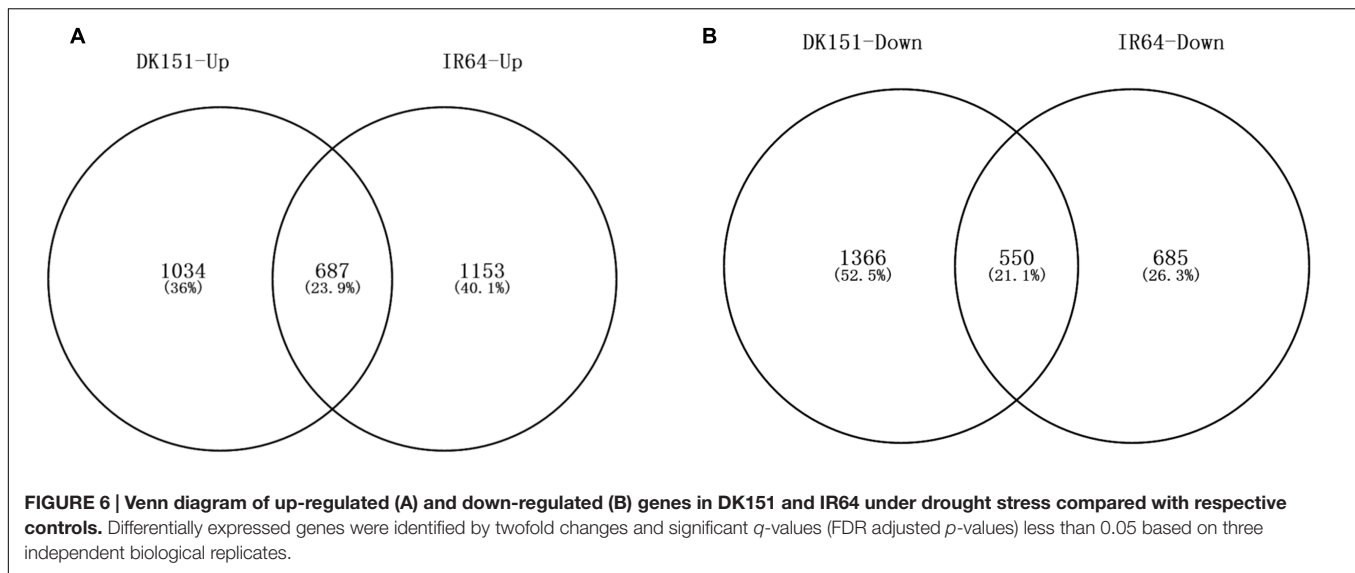 A
DK151-Up
IR64-Up
1034
(36%)
687
(23.9%)
1153
(40.1%)
B
DK151-Down
IR64-Down
1366
(52.5%)
550
(21.1%)
685
(26.3%)
FIGURE 6 | Venn diagram of up-regulated (A) and down-regulated (B) genes in DK151 and IR64 under drought stress compared with respective
controls. Differentially expressed genes were identified by twofold changes and significant q-values (FDR adjusted p-values) less than 0.05 based on three
independent biological replicates.